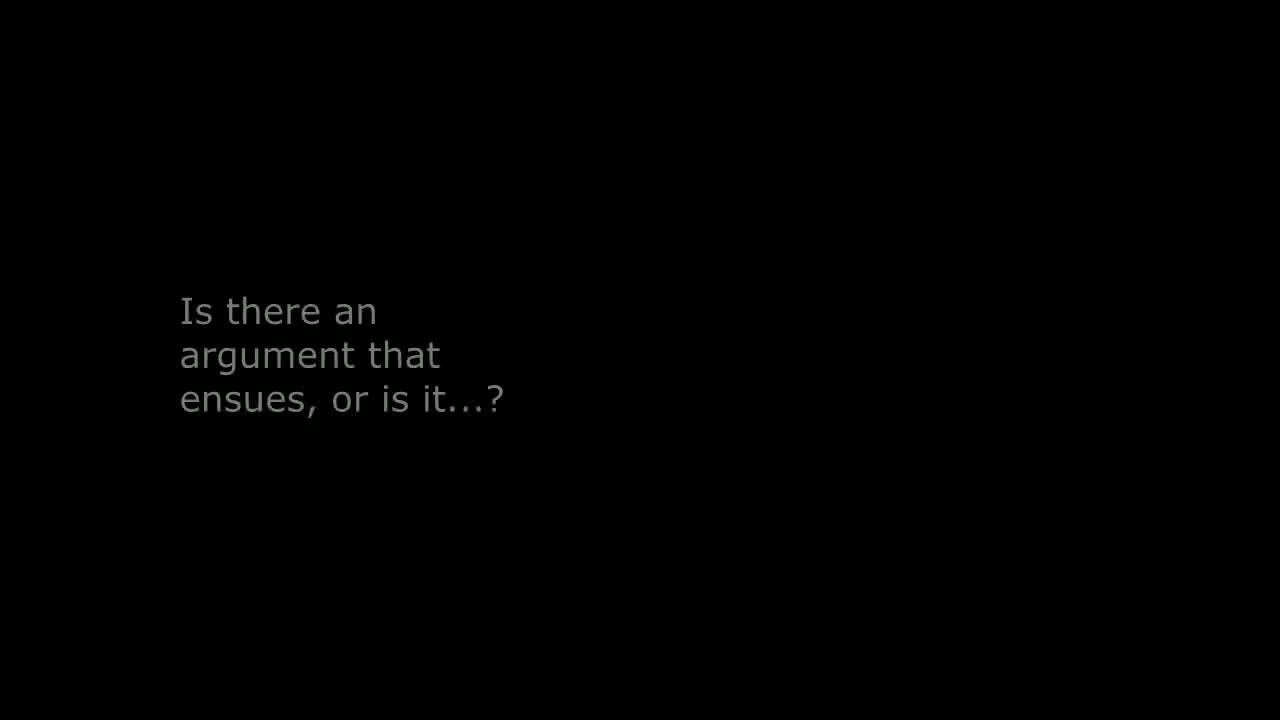 Is there an
argument that
ensues, or is it...?